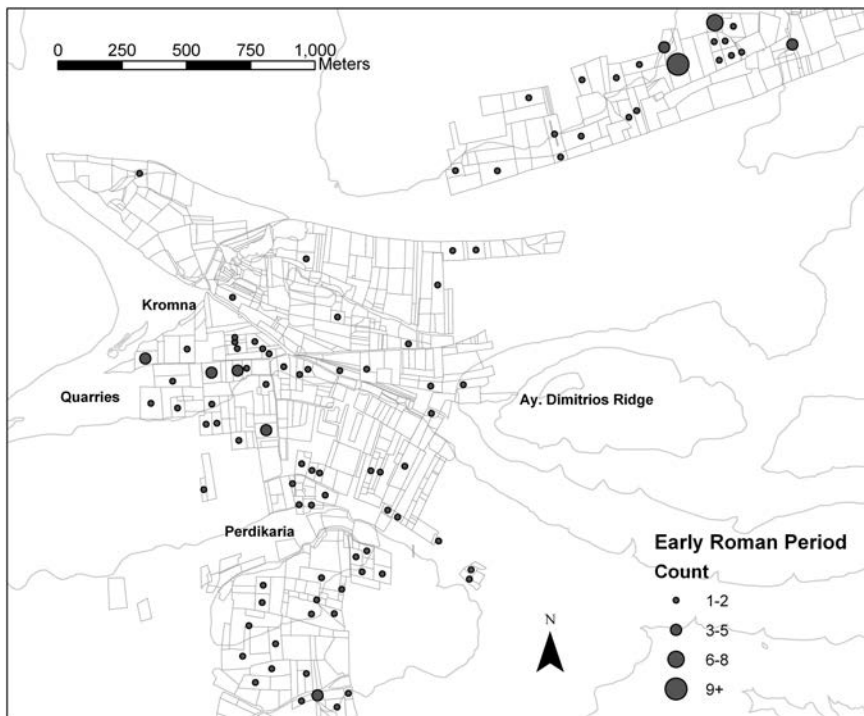 0 250 500 750 1,000
Meters
Kromna
Quarries
Ay. Dimitrios Ridge
Perdikaria
N
Early Roman Period
Count
1-2
3-5
6-8
9+